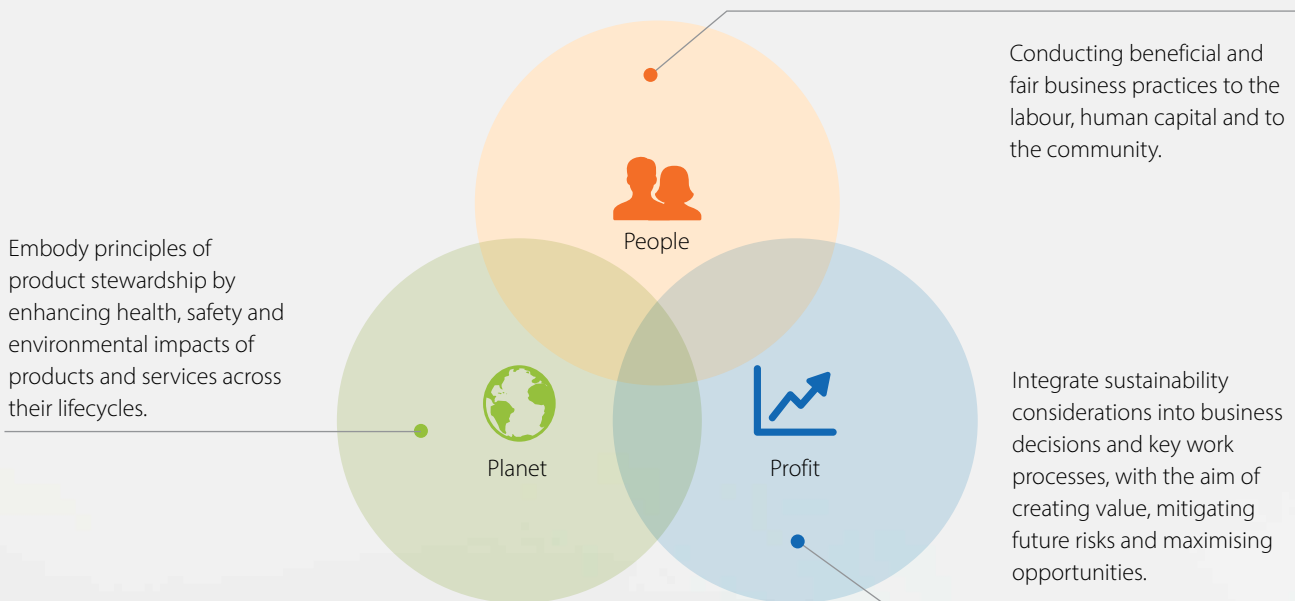 Conducting beneficial and
fair business practices to the
labour, human capital and to
the community.
People
Embody principles of
product stewardship by
enhancing health, safety and
environmental impacts of
products and services across
their lifecycles.
Planet
Profit
Integrate sustainability
considerations into business
decisions and key work
processes, with the aim of
creating value, mitigating
future risks and maximising
opportunities.